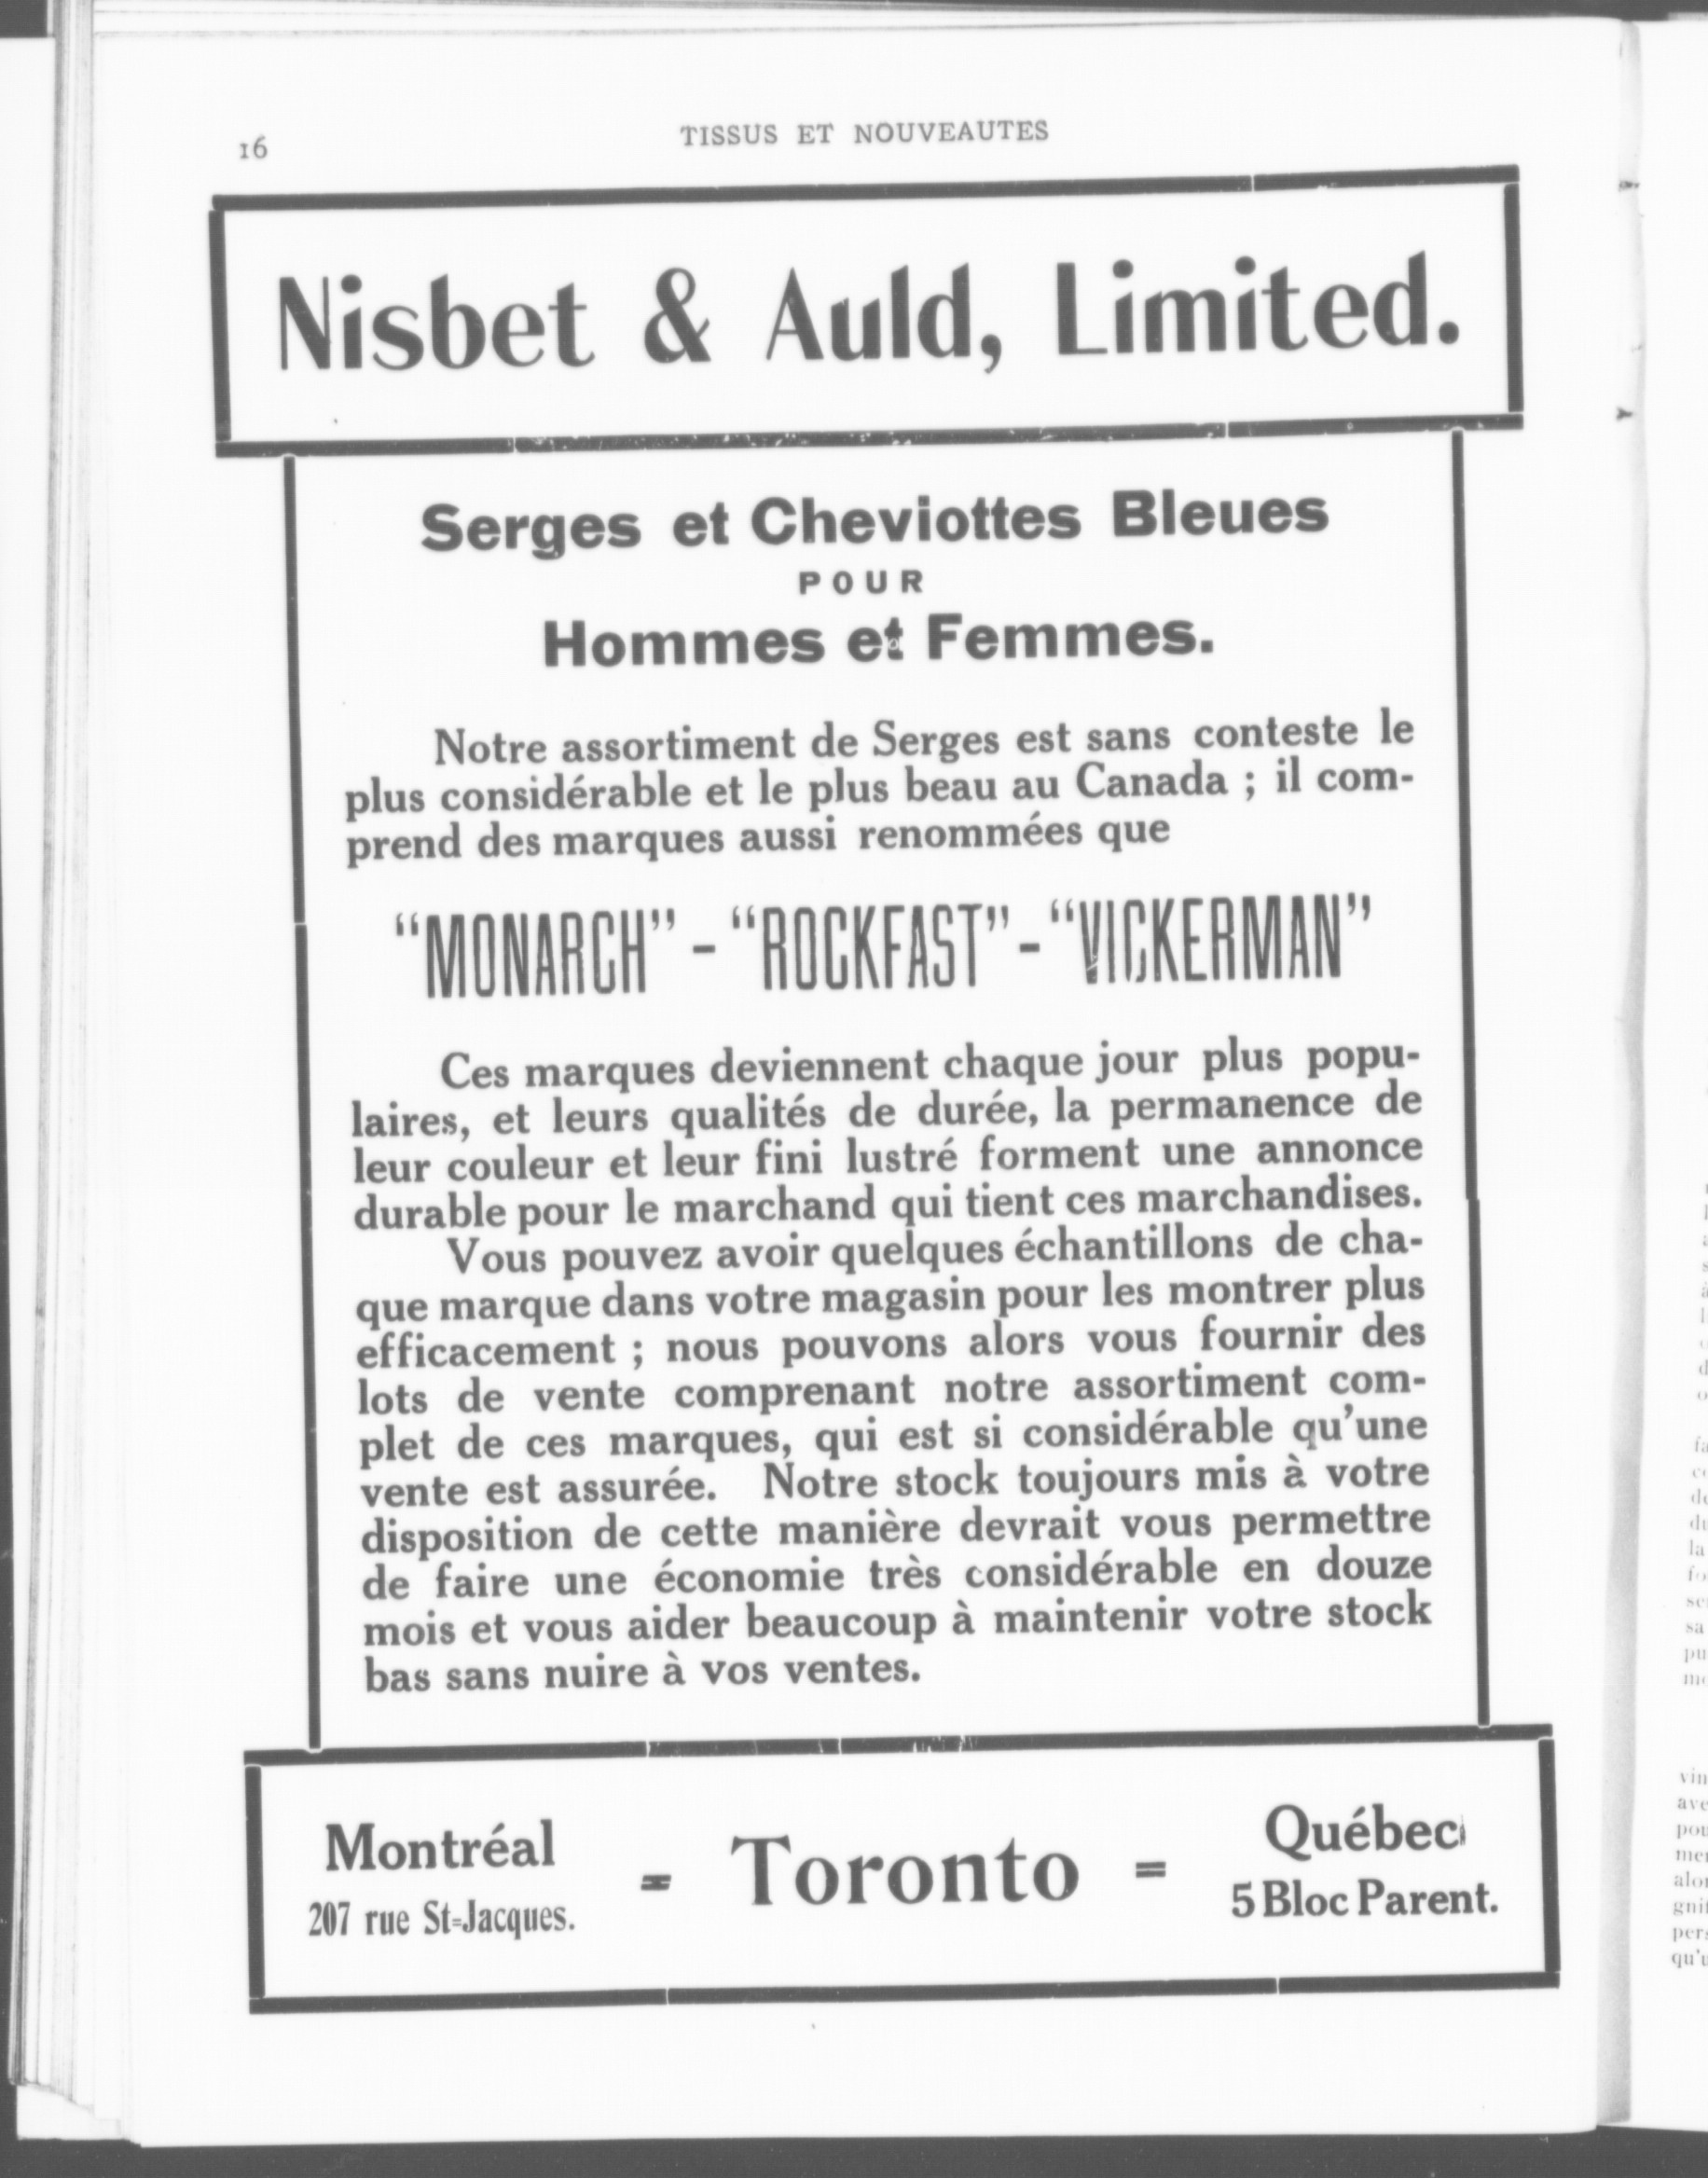 16
TISSUS ET NOUVEAUTES
Nisbet & Auld, Limited.
Serges et Cheviottes Bleues
POUR
Hommes et Femmes.
Notre assortiment de Serges est sans conteste le
plus considérable et le plus beau au Canada ; il com-
prend des marques aussi renommées que
“MONARCH” - “ROCKFAST” - “VICKERMAN”
Ces marques deviennent chaque jour plus popu-
laires, et leurs qualités de durée, la permanence de
leur couleur et leur fini lustré forment une annonce
durable pour le marchand qui tient ces marchandises.
Vous pouvez avoir quelques échantillons de cha-
que marque dans votre magasin pour les montrer plus
efficacement ; nous pouvons alors vous fournir des
lots de vente comprenant notre assortiment com-
plet de ces marques, qui est si considérable qu'une
vente est assurée. Notre stock toujours mis à votre
disposition de cette manière devrait vous permettre
de faire une économie très considérable en douze
mois et vous aider beaucoup à maintenir votre stock
bas sans nuire à vos ventes.
Montréal
207 rue St=Jacques.
= Toronto =
Québec
5 Bloc Parent.